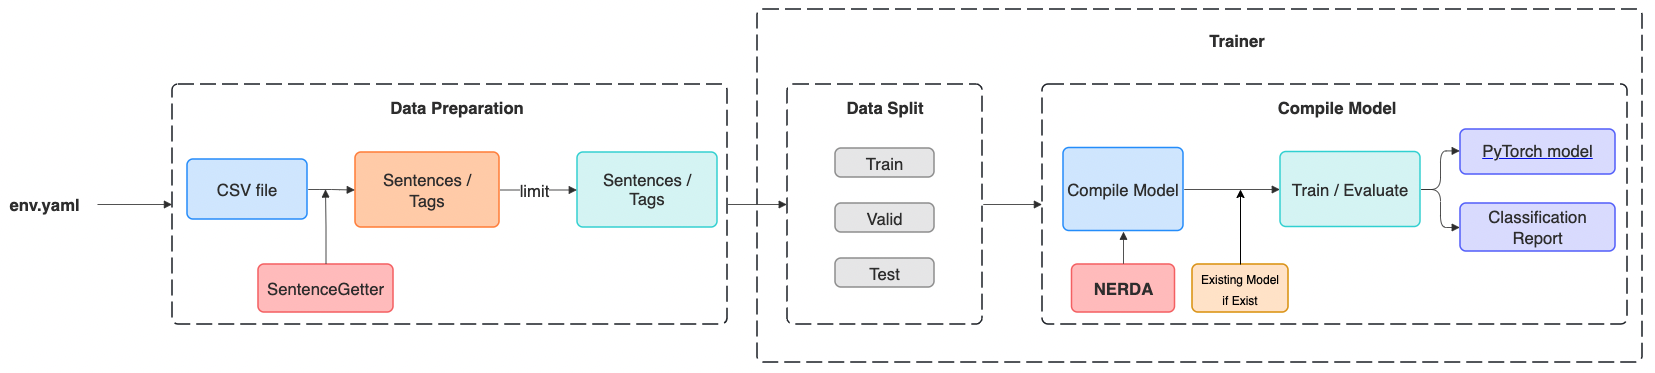 Trainer
Data Preparation
Data Split
Compile Model
env.yaml
CSV file
Sentences /
Tags
limit
Sentences /
Tags
SentenceGetter
Train
Valid
Test
Compile Model
Train / Evaluate
PyTorch model
Classification
Report
NERDA
Existing Model
if Exist